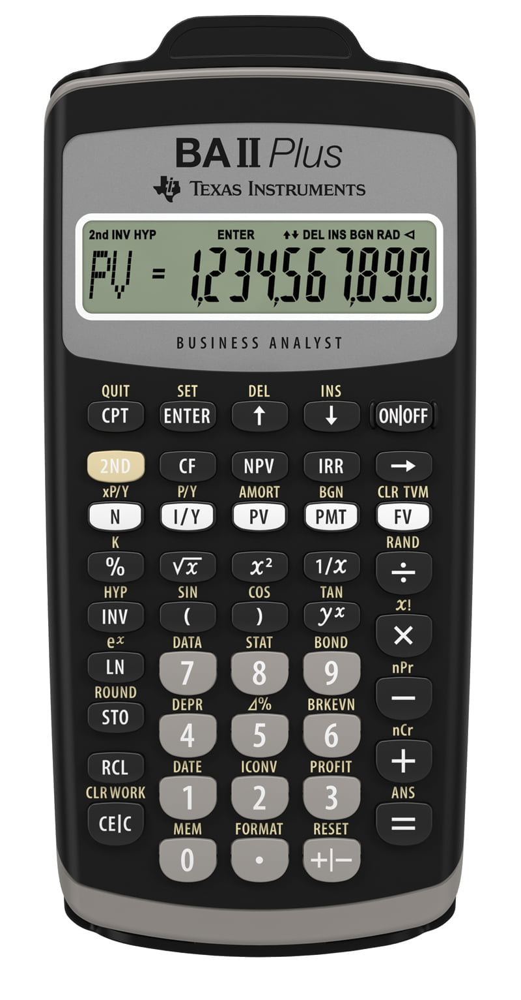 BA II Plus
TEXAS INSTRUMENTS
2nd INV HYP ENTER ↑↓ DEL INS BGN RAD ◁
PV = 1,234,567,890.
BUSINESS ANALYST
QUIT SET DEL INS
CPT ENTER ↑ ↓ ON|OFF
2ND CF NPV IRR →
xP/Y P/Y AMORT BGN CLR TVM
N I/Y PV PMT FV
K RAND
% √x x² 1/x ÷
HYP SIN COS TAN x!
INV ( ) yˣ ×
eˣ DATA STAT BOND nPr
LN 7 8 9 −
ROUND DEPR ⊿% BRKEVN nCr
STO 4 5 6 +
DATE ICONV PROFIT ANS
RCL 1 2 3 =
CLR WORK MEM FORMAT RESET
CE|C 0 . +|−